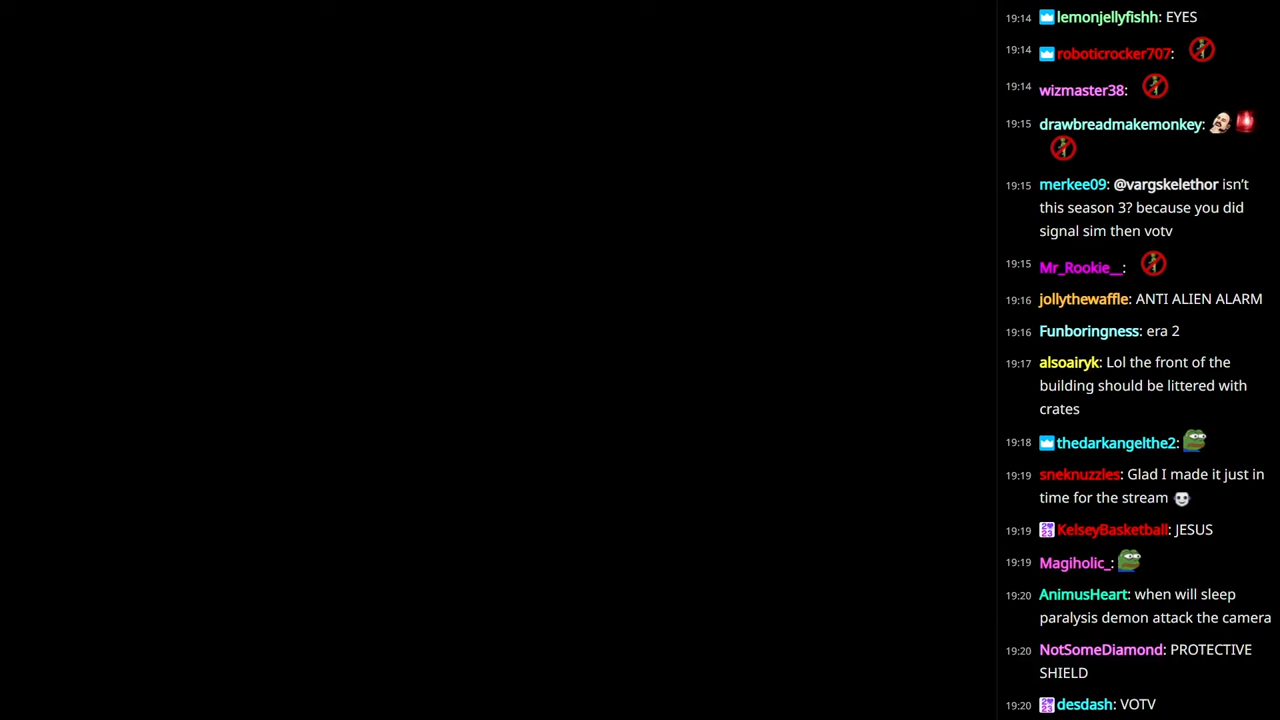 19:14 lemonjellyfishh: EYES
19:14 roboticrocker707:
19:14 wizmaster38:
19:15 drawbreadmakemonkey:
19:15 merkee09: @vargskelethor isn't
this season 3? because you did
signal sim then votv
19:15 Mr_Rookie__:
19:16 jollythewaffle: ANTI ALIEN ALARM
19:16 Funboringness: era 2
19:17 alsoairyk: Lol the front of the
building should be littered with
crates
19:18 thedarkangelthe2:
19:19 sneknuzzles: Glad I made it just in
time for the stream
19:19 KelseyBasketball: JESUS
19:19 Magiholic_:
19:20 AnimusHeart: when will sleep
paralysis demon attack the camera
19:20 NotSomeDiamond: PROTECTIVE
SHIELD
19:20 desdash: VOTV